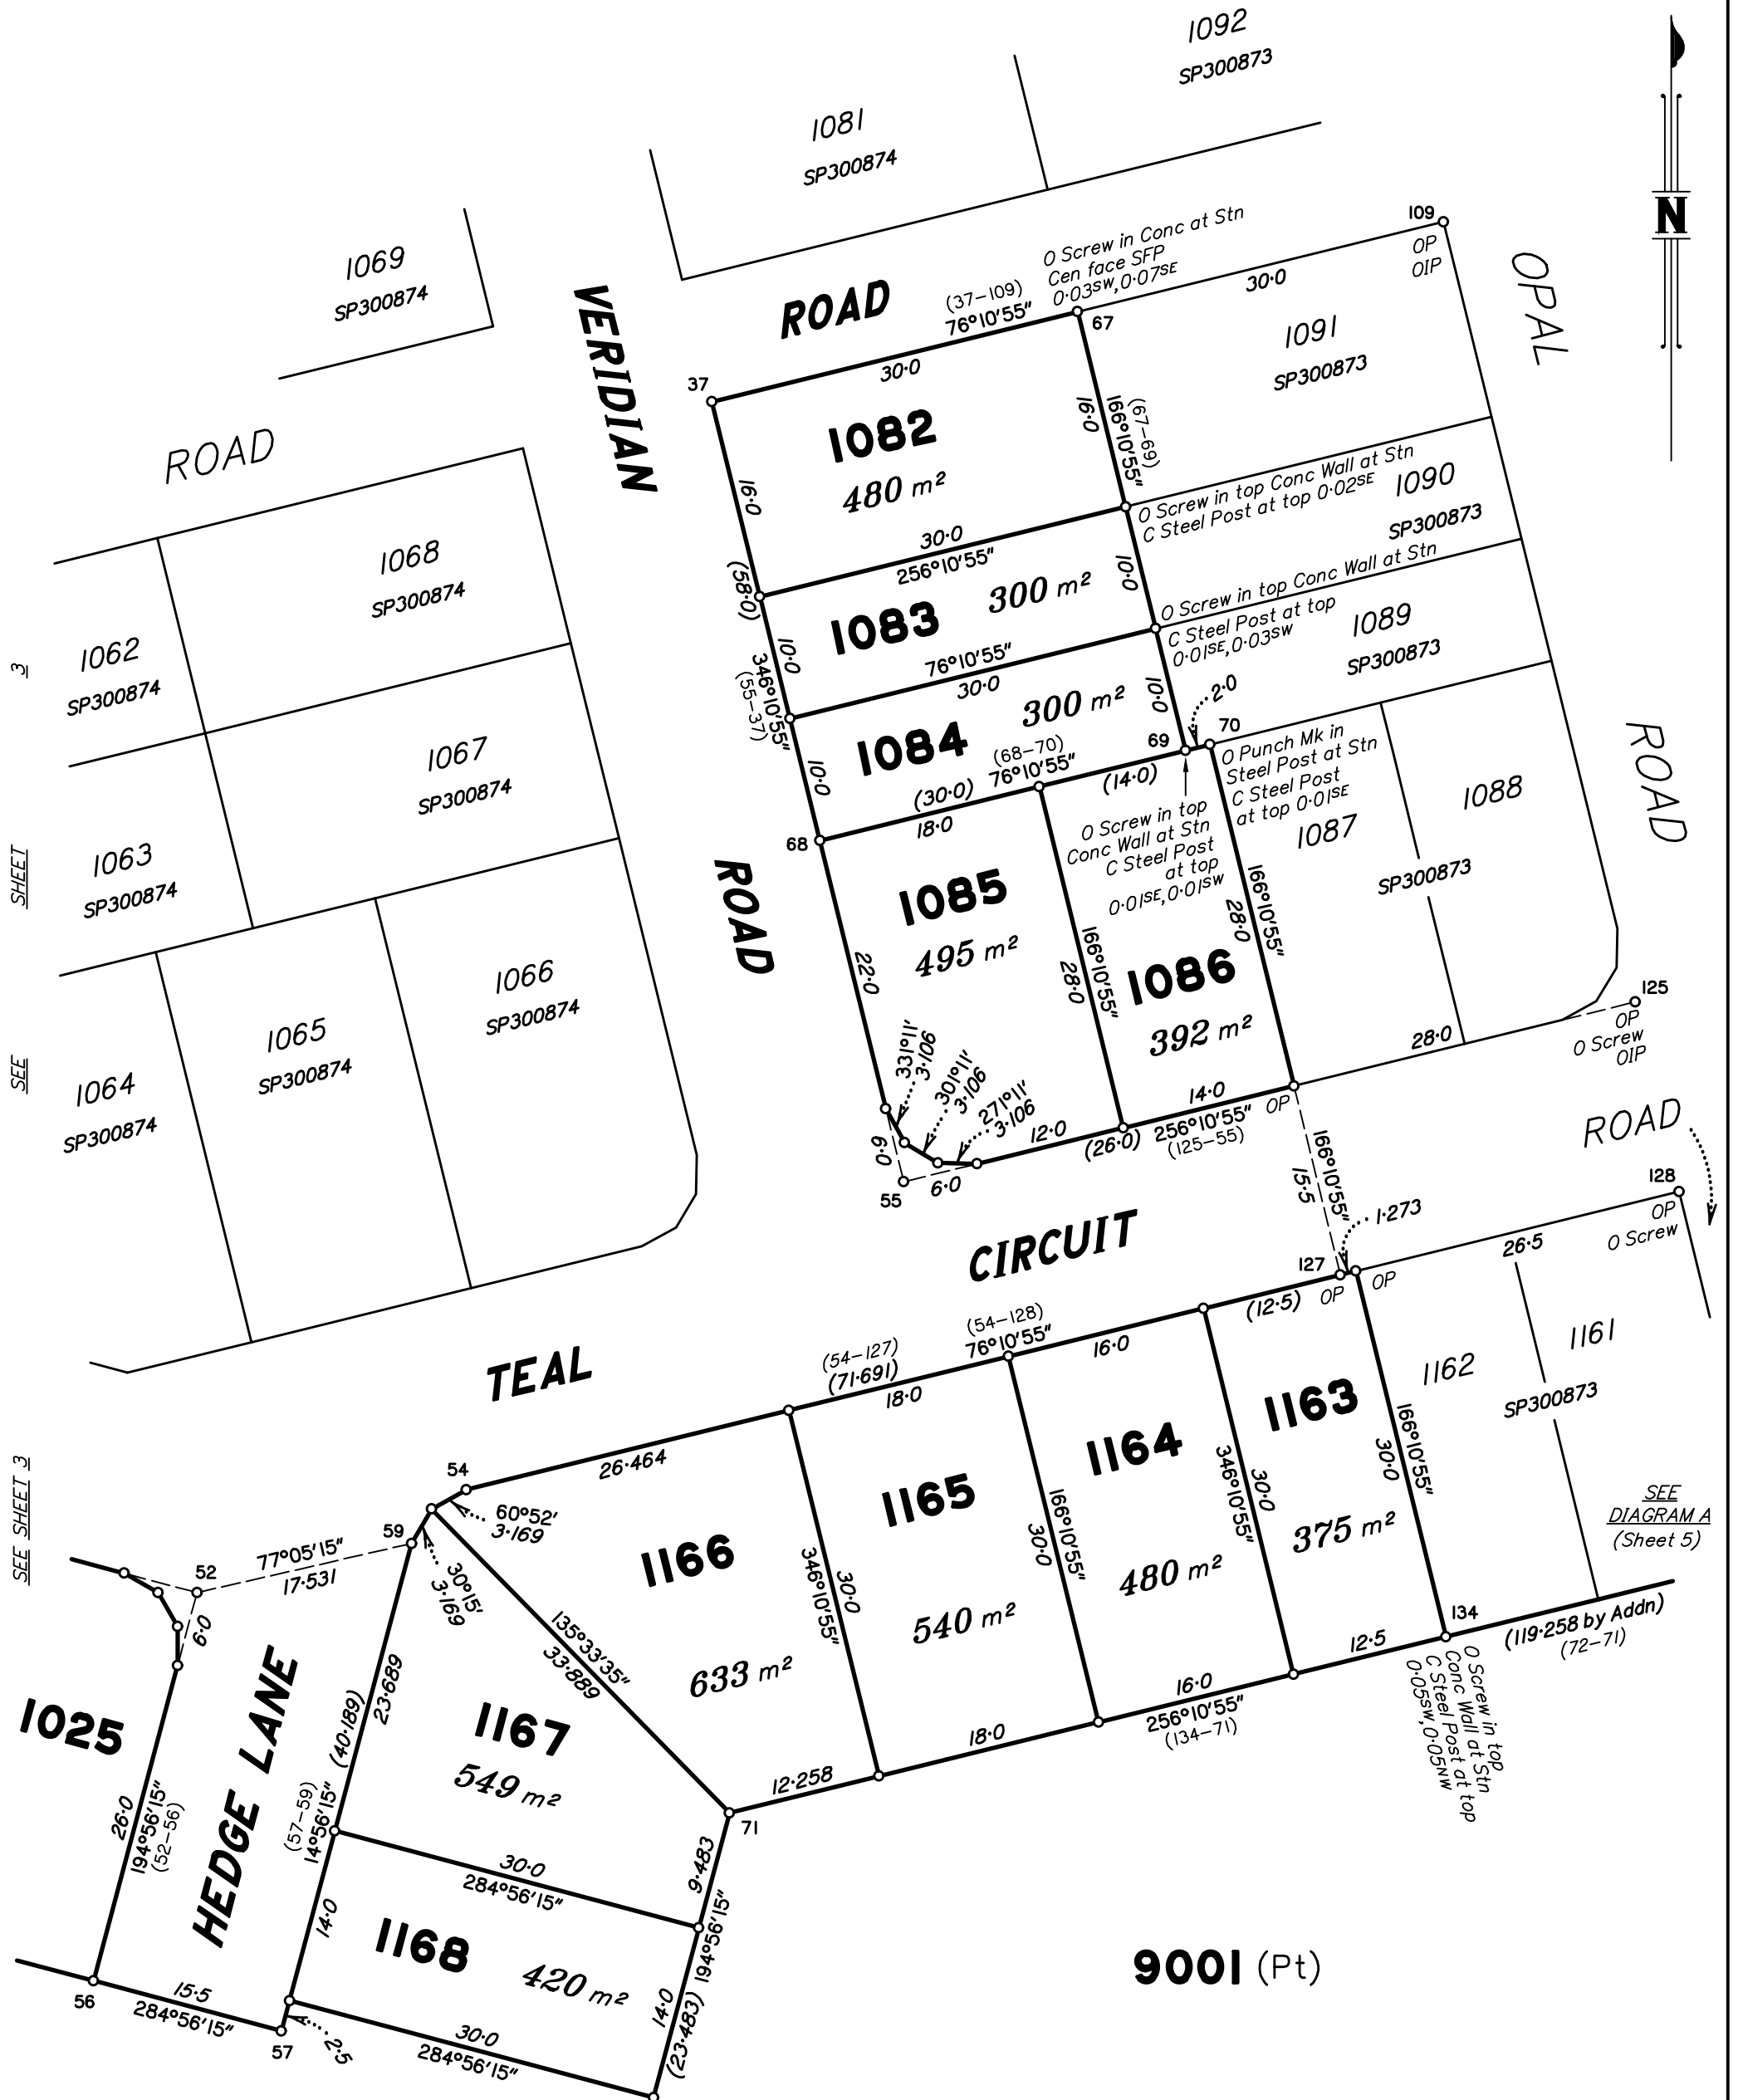 1092
SP300873
1081
SP300874
1069
SP300874
N
109
OP
OIP
OPAL
ROAD
O Screw in Conc at Stn
Cen face SFP
0·03SW,0·07SE
(37–109)
76°10'55"
30·0
67
ROAD
VERIDIAN
ROAD
37
30·0
1091
SP300873
1082
480 m²
16·0
16·0
166°10'55"
(67–69)
ROAD
1068
SP300874
30·0
256°10'55"
O Screw in top Conc Wall at Stn
C Steel Post at top 0·02SE
1090
SP300873
(58·0)
1083
300 m²
10·0
10·0
O Screw in top Conc Wall at Stn
C Steel Post at top
0·01SE,0·03SW
1089
SP300873
1062
SP300874
3
346°10'55"
(55–37)
76°10'55"
30·0
1084
300 m²
10·0
10·0
2·0
69
70
(68–70)
76°10'55"
(30·0)
(14·0)
1067
SP300874
O Punch Mk in
Steel Post at Stn
C Steel Post
at top 0·01SE
1087
1088
SP300873
68
18·0
O Screw in top
Conc Wall at Stn
C Steel Post
at top
0·01SE,0·01SW
1063
SP300874
SHEET
1085
495 m²
22·0
28·0
166°10'55"
28·0
166°10'55"
1086
392 m²
1066
SP300874
1065
SP300874
1064
SP300874
SEE
125
OP
O Screw
OIP
28·0
331°11'
3·106
301°11'
3·106
271°11'
3·106
6·0
6·0
55
12·0
(26·0)
14·0
256°10'55"
(125–55)
OP
166°10'55"
15·5
ROAD
128
OP
O Screw
1·273
127
OP
OP
26·5
TEAL
CIRCUIT
(54–127)
(71·691)
(54–128)
76°10'55"
18·0
16·0
(12·5)
1161
1162
SP300873
1163
375 m²
1164
480 m²
1165
540 m²
1166
633 m²
346°10'55"
30·0
166°10'55"
30·0
346°10'55"
30·0
166°10'55"
30·0
26·464
54
60°52'
3·169
59
30°15'
3·169
SEE SHEET 3
SEE
DIAGRAM A
(Sheet 5)
77°05'15"
17·531
52
6·0
135°33'35"
33·889
134
(119·258 by Addn)
(72–71)
12·5
16·0
256°10'55"
(134–71)
18·0
12·258
O Screw in top
Conc Wall at Stn
C Steel Post at top
0·05SW,0·05NW
1025
HEDGE LANE
(40·189)
23·689
1167
549 m²
71
26·0
194°56'15"
(52–56)
(57–59)
14°56'15"
30·0
284°56'15"
9·483
14·0
1168
420 m²
14·0
(23·483) 194°56'15"
9001 (Pt)
56
15·5
284°56'15"
57
2·5
30·0
284°56'15"